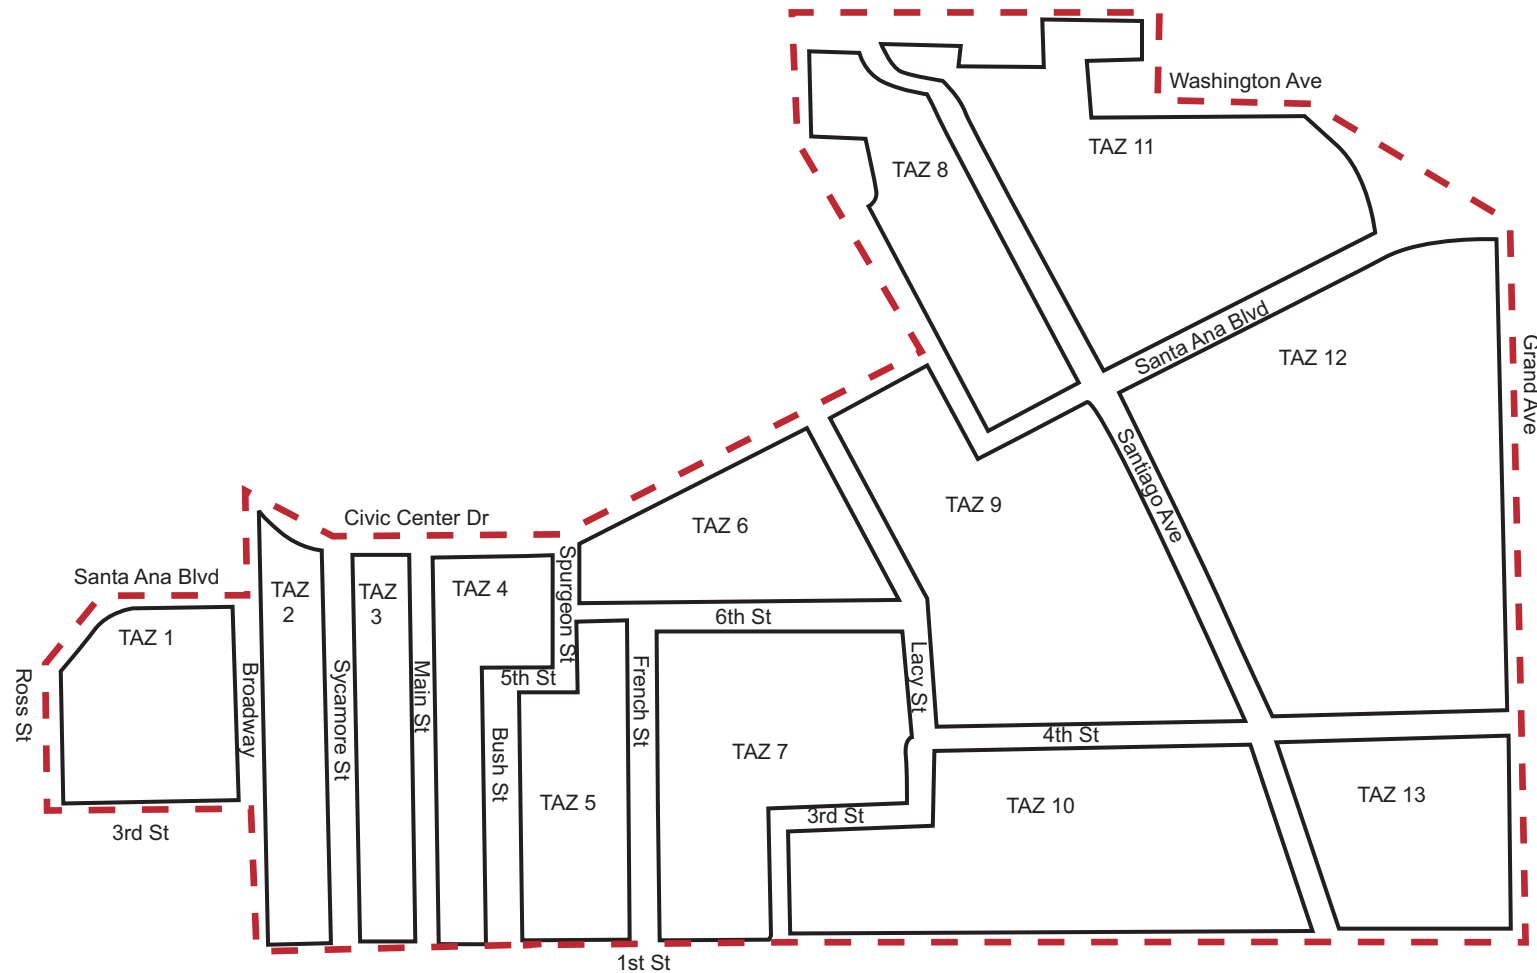 Washington Ave
TAZ 11
TAZ 8
Santa Ana Blvd
TAZ 12
Grand Ave
Santiago Ave
TAZ 9
Civic Center Dr
TAZ 6
Santa Ana Blvd
TAZ 1
TAZ
2
TAZ
3
TAZ 4
Spurgeon St
6th St
Ross St
Broadway
Sycamore St
Main St
5th St
French St
Lacy St
Bush St
4th St
TAZ 7
TAZ 5
TAZ 10
TAZ 13
3rd St
3rd St
1st St